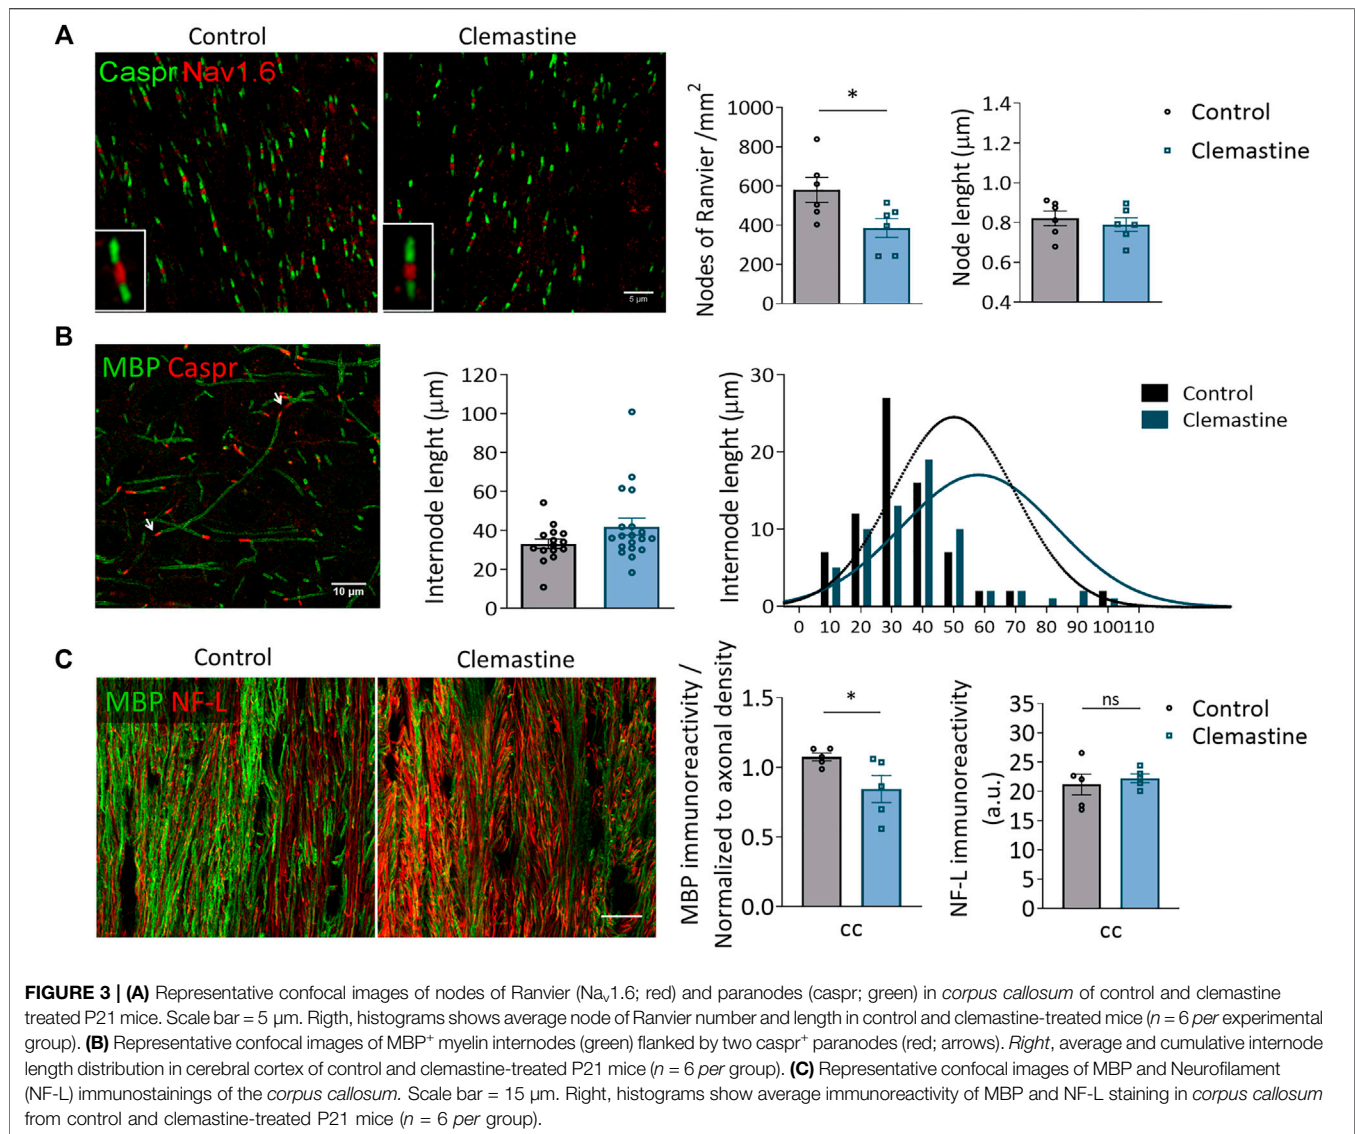 A
Control
Clemastine
Caspr Nav1.6
5 µm
Nodes of Ranvier /mm2
1000
800
600
400
200
0
*
Node lenght (µm)
1.4
1.2
1.0
0.8
0.6
0.4
Control
Clemastine
B
MBP Caspr
10 µm
Internode lenght (µm)
120
100
80
60
40
20
0
Internode lenght (µm)
30
20
10
0
0 10 20 30 40 50 60 70 80 90 100 110
Control
Clemastine
C
Control
Clemastine
MBP NF-L
MBP immunoreactivity /
Normalized to axonal density
1.5
1.0
0.5
0.0
*
cc
NF-L immunoreactivity
(a.u.)
35
30
25
20
15
10
5
0
ns
cc
Control
Clemastine
FIGURE 3 | (A) Representative confocal images of nodes of Ranvier (Nav1.6; red) and paranodes (caspr; green) in corpus callosum of control and clemastine
treated P21 mice. Scale bar = 5 µm. Rigth, histograms shows average node of Ranvier number and length in control and clemastine-treated mice (n = 6 per experimental
group). (B) Representative confocal images of MBP+ myelin internodes (green) flanked by two caspr+ paranodes (red; arrows). Right, average and cumulative internode
length distribution in cerebral cortex of control and clemastine-treated P21 mice (n = 6 per group). (C) Representative confocal images of MBP and Neurofilament
(NF-L) immunostainings of the corpus callosum. Scale bar = 15 µm. Right, histograms show average immunoreactivity of MBP and NF-L staining in corpus callosum
from control and clemastine-treated P21 mice (n = 6 per group).